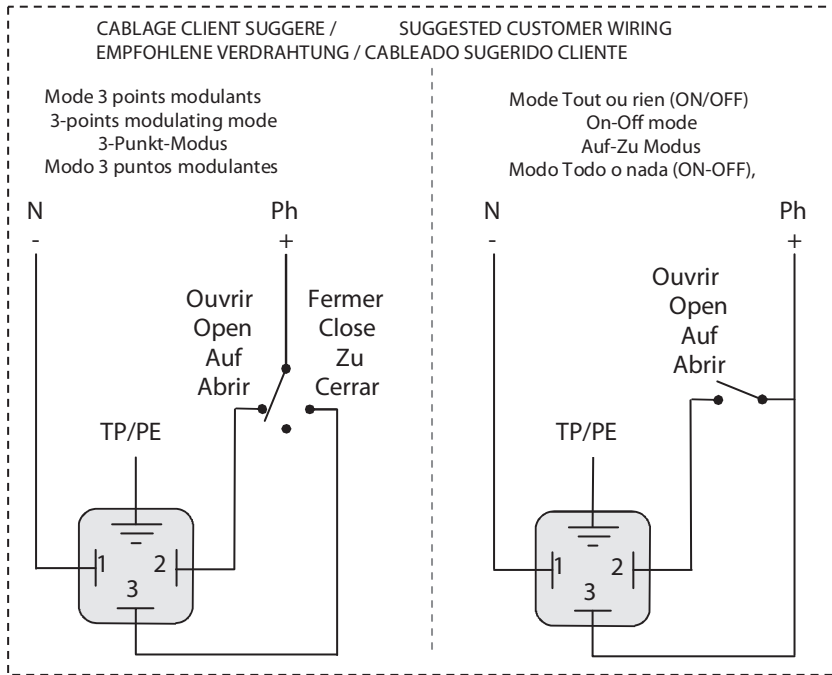 CABLAGE CLIENT SUGGERE / SUGGESTED CUSTOMER WIRING
EMPFOHLENE VERDRAHTUNG / CABLEADO SUGERIDO CLIENTE
Mode 3 points modulants
3-points modulating mode
3-Punkt-Modus
Modo 3 puntos modulantes
N
Ph
-
+
Ouvrir
Open
Auf
Abrir
Fermer
Close
Zu
Cerrar
TP/PE
1
2
3
Mode Tout ou rien (ON/OFF)
On-Off mode
Auf-Zu Modus
Modo Todo o nada (ON-OFF),
N
Ph
-
+
Ouvrir
Open
Auf
Abrir
TP/PE
1
2
3